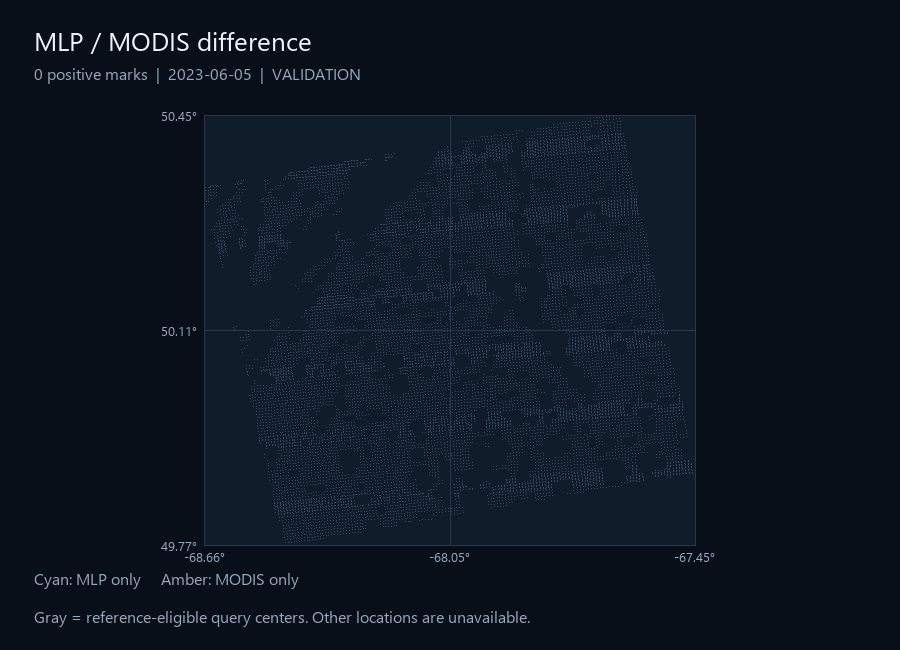 MLP / MODIS difference
0 positive marks | 2023-06-05 | VALIDATION
50.45°
50.11°
49.77°
-68.66° -68.05° -67.45°
Cyan: MLP only Amber: MODIS only
Gray = reference-eligible query centers. Other locations are unavailable.